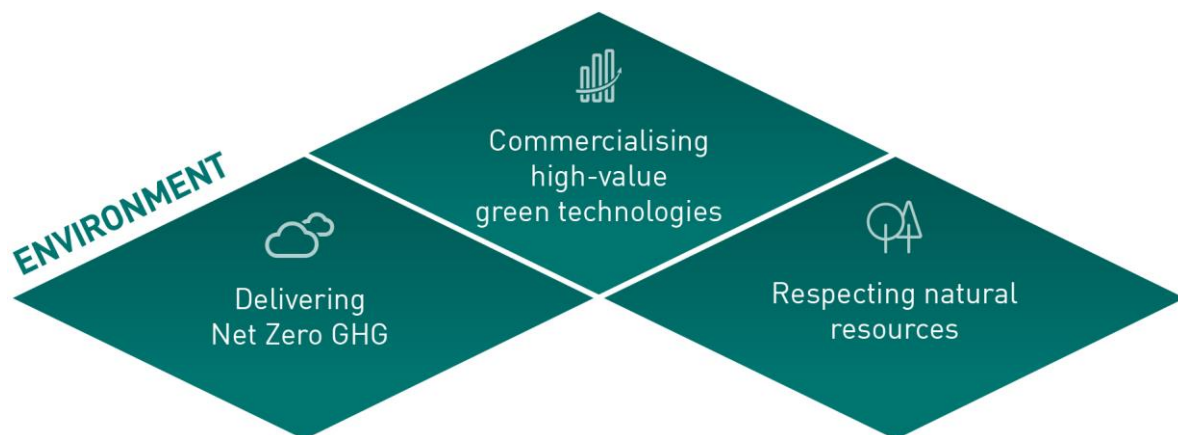 ENVIRONMENT
Commercialising
high-value
green technologies
Delivering
Net Zero GHG
Respecting natural
resources